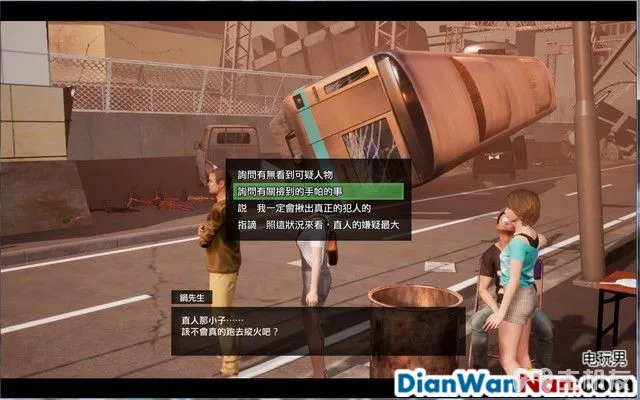 詢問有無看到可疑人物
詢問有關撿到的手帕的事
説 我一定會揪出真正的犯人的
指謫 照這狀況來看・直人的嫌疑最大
鍋先生
直人那小子……
該不會真的跑去縱火吧？
电玩男
DianWanNan.com